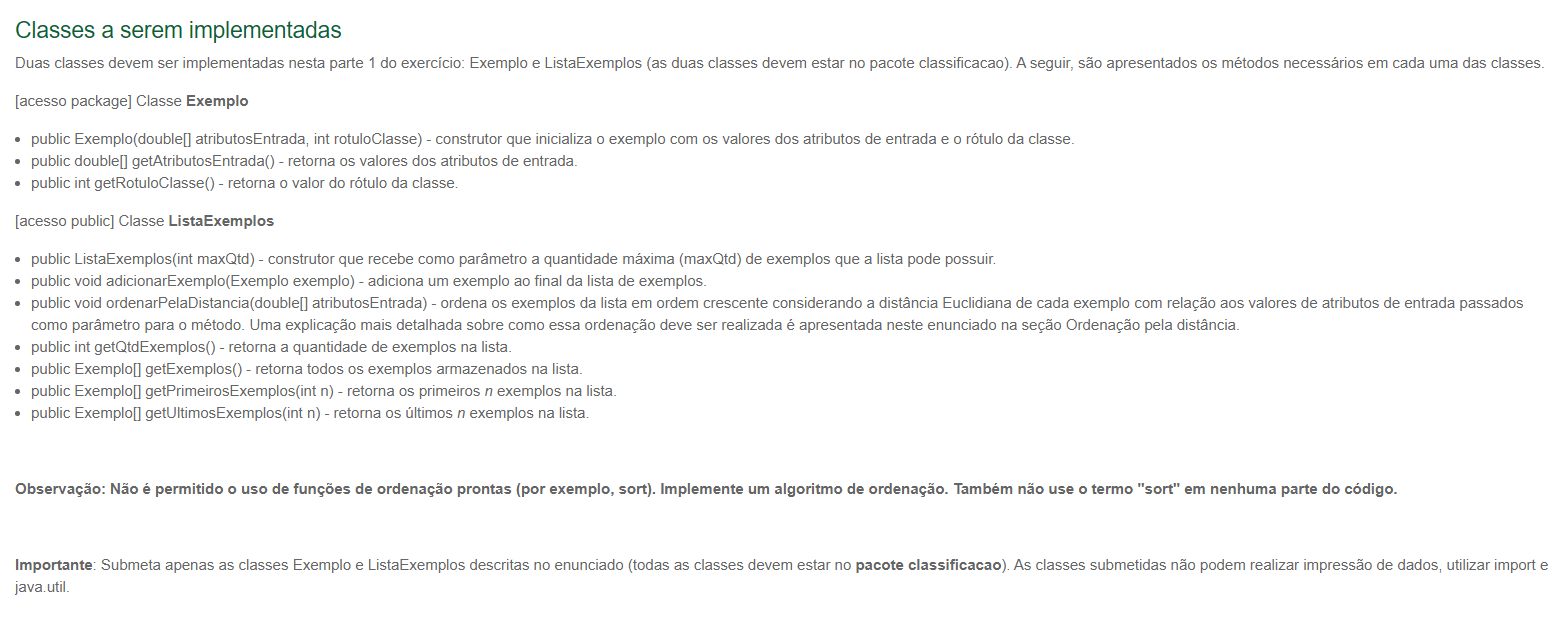 Classes a serem implementadas
Duas classes devem ser implementadas nesta parte 1 do exercício: Exemplo e ListaExemplos (as duas classes devem estar no pacote classificacao). A seguir, são apresentados os métodos necessários em cada uma das classes.
[acesso package] Classe Exemplo
• public Exemplo(double[] atributosEntrada, int rotuloClasse) - construtor que inicializa o exemplo com os valores dos atributos de entrada e o rótulo da classe.
• public double[] getAtributosEntrada() - retorna os valores dos atributos de entrada.
• public int getRotuloClasse() - retorna o valor do rótulo da classe.
[acesso public] Classe ListaExemplos
• public ListaExemplos(int maxQtd) - construtor que recebe como parâmetro a quantidade máxima (maxQtd) de exemplos que a lista pode possuir.
• public void adicionarExemplo(Exemplo exemplo) - adiciona um exemplo ao final da lista de exemplos.
• public void ordenarPelaDistancia(double[] atributosEntrada) - ordena os exemplos da lista em ordem crescente considerando a distância Euclidiana de cada exemplo com relação aos valores de atributos de entrada passados
como parâmetro para o método. Uma explicação mais detalhada sobre como essa ordenação deve ser realizada é apresentada neste enunciado na seção Ordenação pela distância.
• public int getQtdExemplos() - retorna a quantidade de exemplos na lista.
• public Exemplo[] getExemplos() - retorna todos os exemplos armazenados na lista.
• public Exemplo[] getPrimeirosExemplos(int n) - retorna os primeiros n exemplos na lista.
• public Exemplo[] getUltimosExemplos(int n) - retorna os últimos n exemplos na lista.
Observação: Não é permitido o uso de funções de ordenação prontas (por exemplo, sort). Implemente um algoritmo de ordenação. Também não use o termo "sort" em nenhuma parte do código.
Importante: Submeta apenas as classes Exemplo e ListaExemplos descritas no enunciado (todas as classes devem estar no pacote classificacao). As classes submetidas não podem realizar impressão de dados, utilizar import e
java.util.